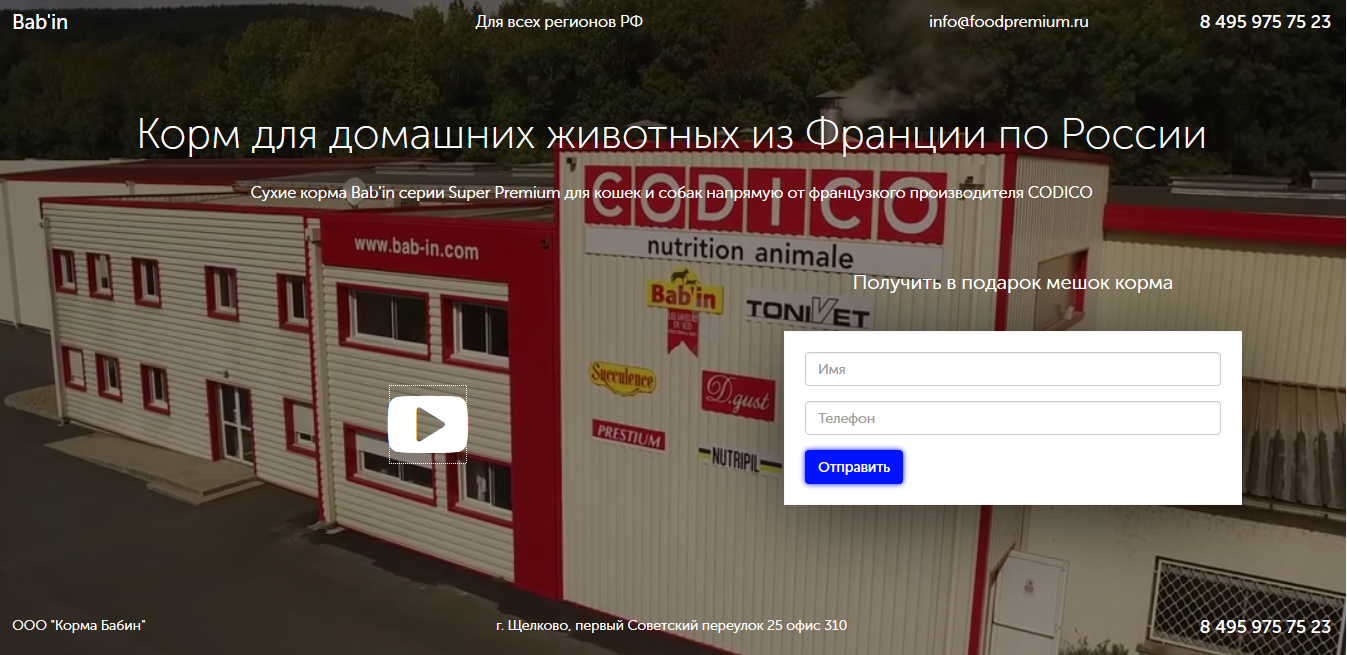 Bab'in
Для всех регионов РФ
info@foodpremium.ru
8 495 975 75 23
Корм для домашних животных из Франции по России
Сухие корма Bab'in серии Super Premium для кошек и собак напрямую от французкого производителя CODICO
CODICO
www.bab-in.com
nutrition animale
Получить в подарок мешок корма
Bab'in
TONIVET
Имя
Succulence
D.gust
Телефон
PRESTIUM
NUTRIPIL
Отправить
ООО "Корма Бабин"
г. Щелково, первый Советский переулок 25 офис 310
8 495 975 75 23